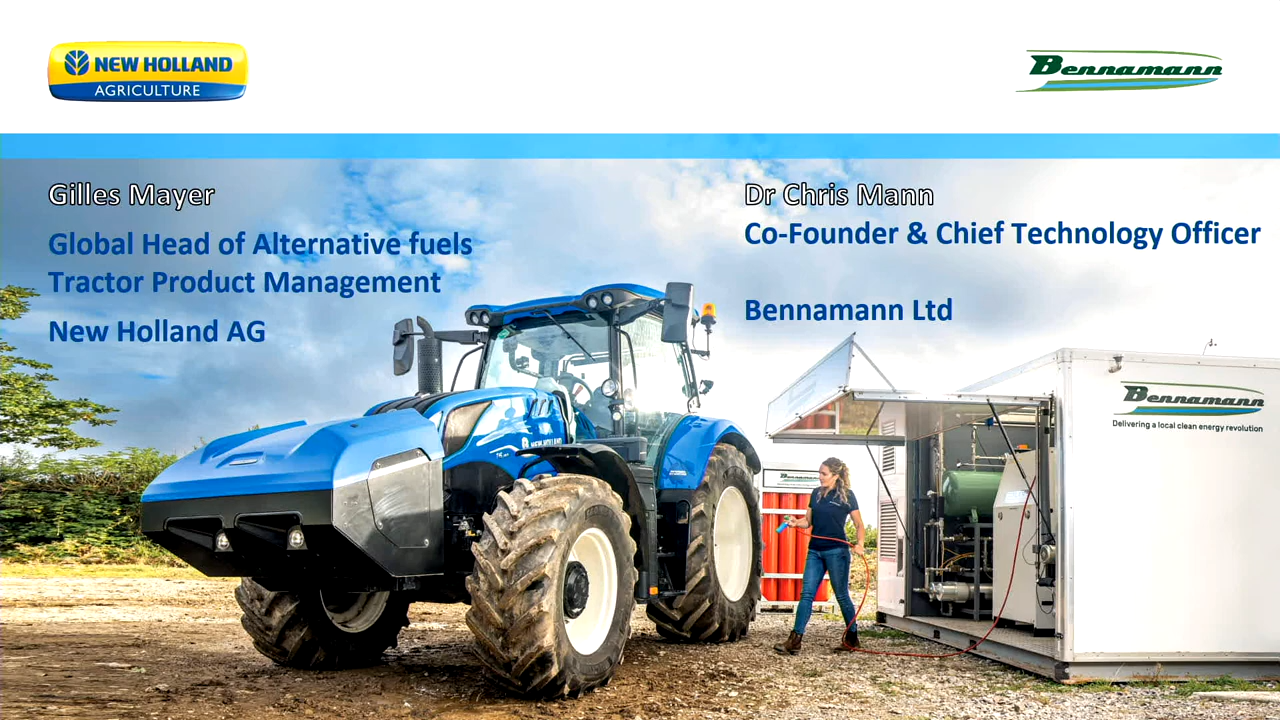 NEW HOLLAND
AGRICULTURE
Bennamann
Gilles Mayer
Global Head of Alternative fuels
Tractor Product Management
New Holland AG
Dr Chris Mann
Co-Founder & Chief Technology Officer
Bennamann Ltd
NEW HOLLAND
Bennamann
Bennamann
Delivering a local clean energy revolution